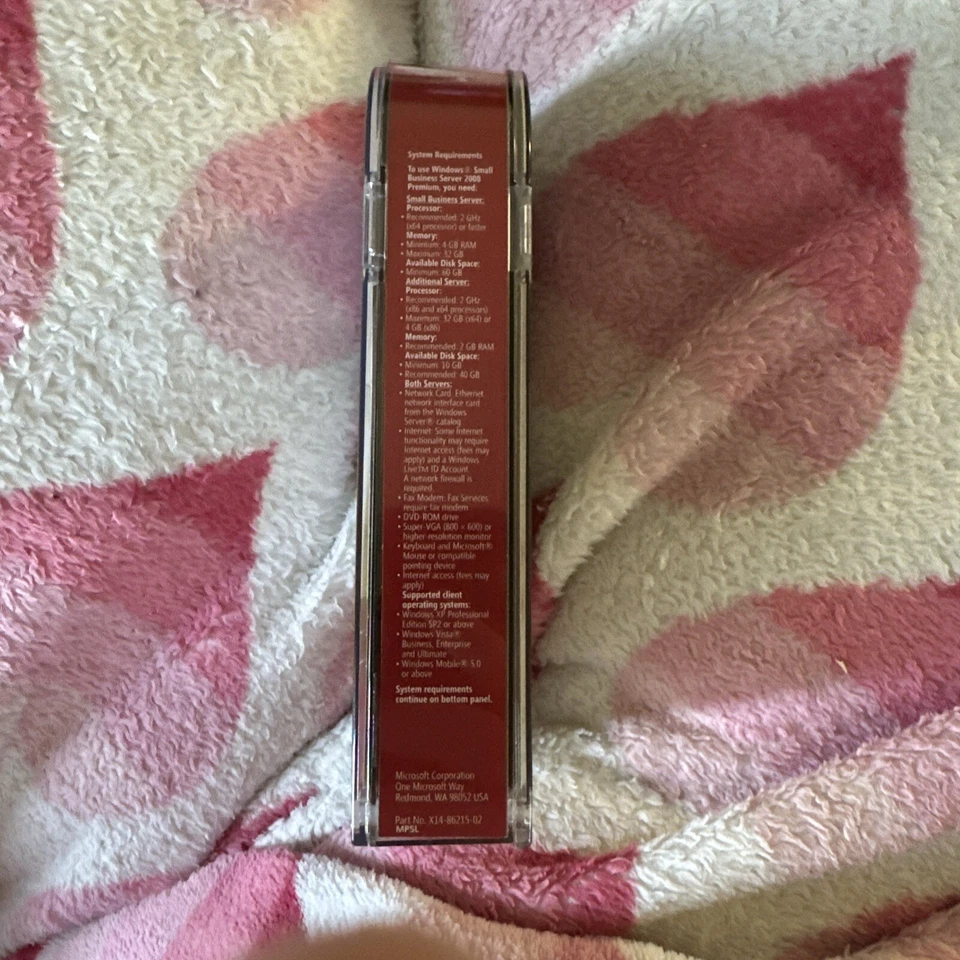 System Requirements
To use Windows® Small
Business Server 2008
Premium, you need:
Small Business Server:
Processor:
• Recommended: 2 GHz
(x64 processor) or faster
Memory:
• Minimum: 4 GB RAM
• Maximum: 32 GB
Available Disk Space:
• Minimum: 60 GB
Additional Server:
Processor:
• Recommended: 2 GHz
(x86 and x64 processors)
• Maximum: 32 GB (x64) or
4 GB (x86)
Memory:
• Recommended: 2 GB RAM
Available Disk Space:
• Minimum: 10 GB
• Recommended: 40 GB
Both Servers:
• Network Card: Ethernet
network interface card
from the Windows
Server® catalog
• Internet: Some Internet
functionality may require
Internet access (fees may
apply) and a Windows
Live™ ID Account.
A network firewall is
required.
• Fax Modem: Fax Services
require fax modem
• DVD-ROM drive
• Super VGA (800 × 600) or
higher-resolution monitor
• Keyboard and Microsoft®
Mouse or compatible
pointing device
• Internet access (fees may
apply)
Supported client
operating systems:
• Windows XP Professional
Edition SP2 or above
• Windows Vista®
Business, Enterprise
and Ultimate
• Windows Mobile® 5.0
or above
System requirements
continue on bottom panel.
Microsoft Corporation
One Microsoft Way
Redmond, WA 98052 USA
Part No. X14-86215-02
MPSL